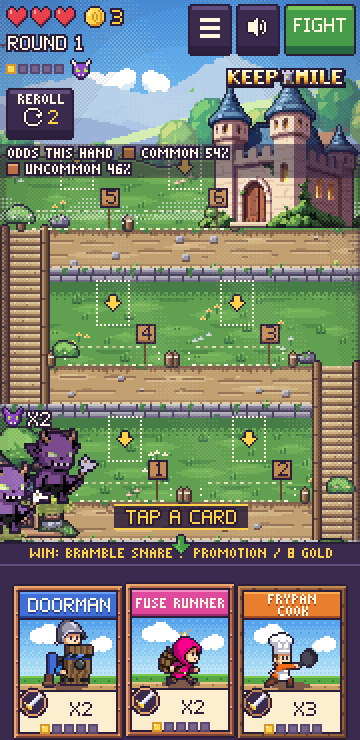 3
FIGHT
ROUND 1
KEEP MILE
REROLL
2
ODDS THIS HAND COMMON 54%
UNCOMMON 46%
5
6
4
3
X2
1
2
TAP A CARD
WIN: BRAMBLE SNARE PROMOTION / 8 GOLD
DOORMAN
FUSE RUNNER
FRYPAN
COOK
X2
X2
X3